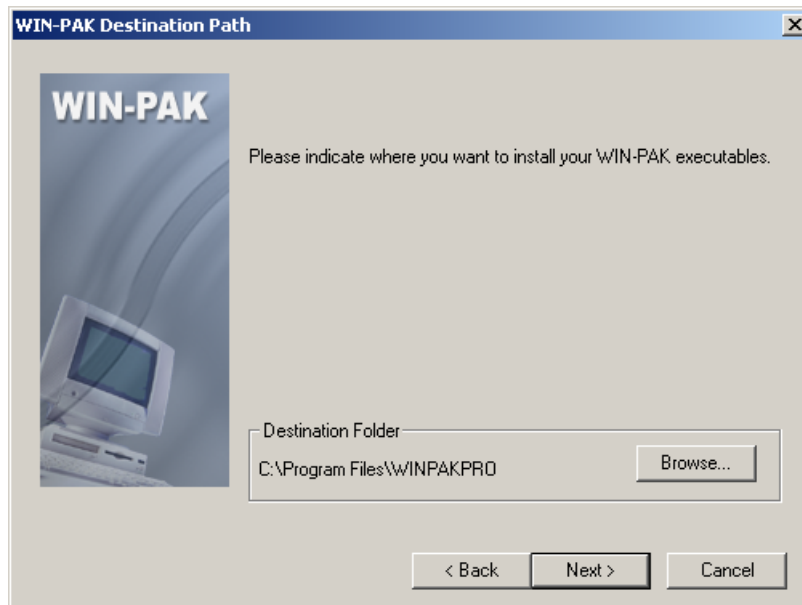 WIN-PAK Destination Path
WIN-PAK
Please indicate where you want to install your WIN-PAK executables.
Destination Folder
C:\Program Files\WINPAKPRO
Browse...
< Back
Next >
Cancel